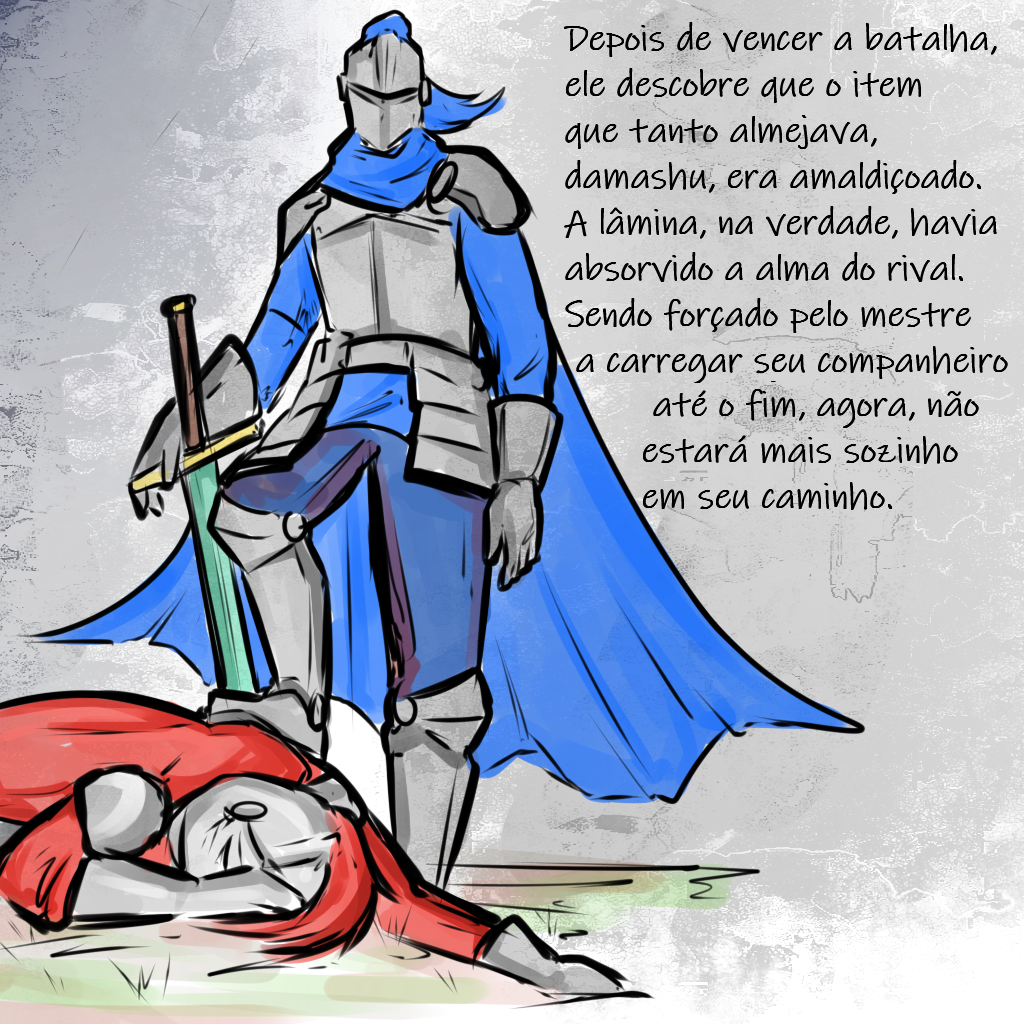 Depois de vencer a batalha,
ele descobre que o item
que tanto almejava,
damashu, era amaldiçoado.
A lâmina, na verdade, havia
absorvido a alma do rival.
Sendo forçado pelo mestre
a carregar seu companheiro
até o fim, agora, não
estará mais sozinho
em seu caminho.